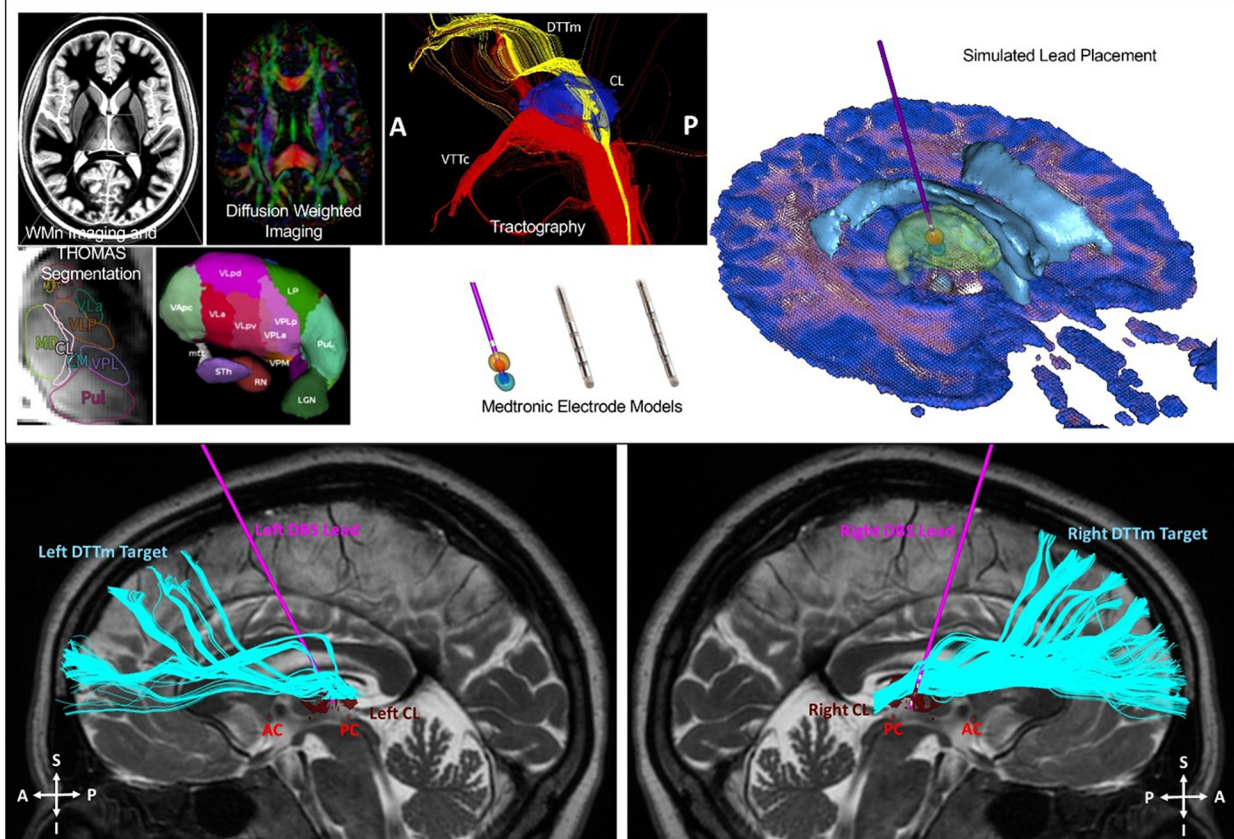 WMn Imaging and
THOMAS
Segmentation
Diffusion Weighted
Imaging
DTTm
CL
A
P
VTTc
Tractography
Simulated Lead Placement
VLa
VLP
MD
CL
CM
VPL
Pul
VLpd
LP
VApc
VLa
VLpv
VPLp
VPLa
PuL
mtt
VPM
STh
RN
LGN
Medtronic Electrode Models
Left DBS Lead
Left DTTm Target
Left CL
AC
PC
S
A
P
I
Right DBS Lead
Right DTTm Target
Right CL
PC
AC
S
P
A
I